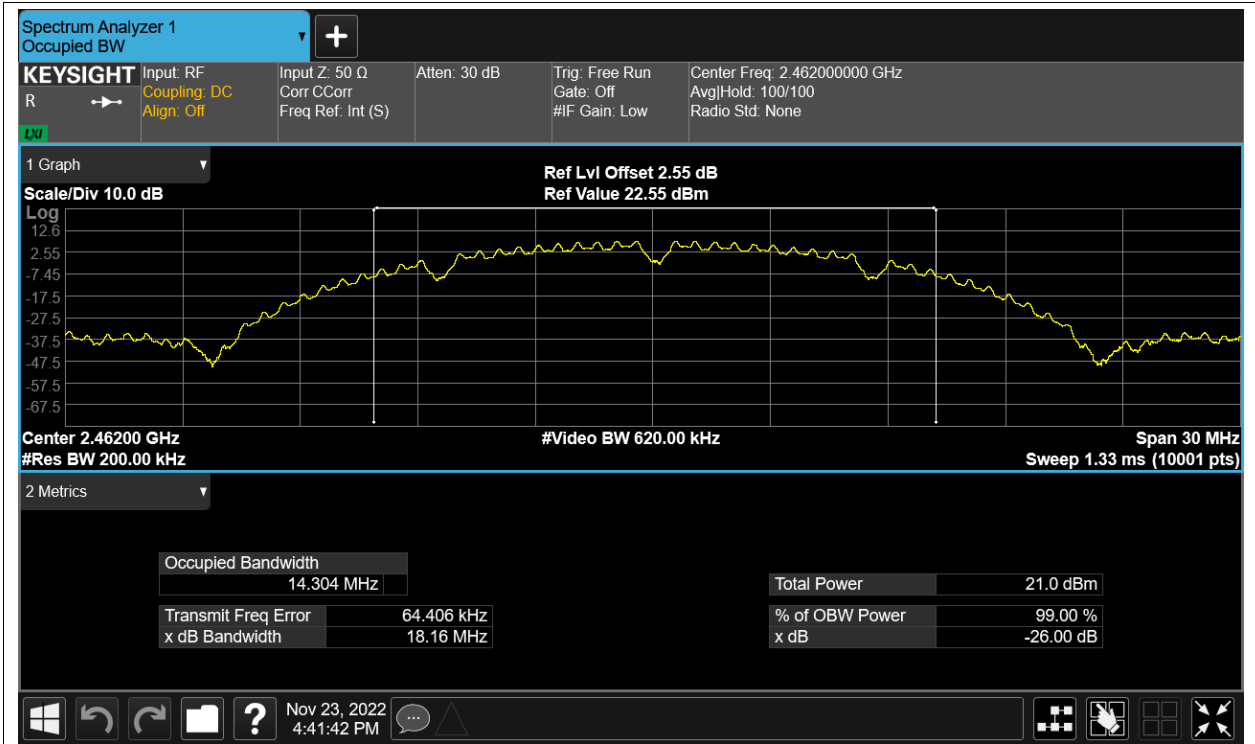 Spectrum Analyzer 1
Occupied BW
KEYSIGHT
R
LXI
Input: RF
Coupling: DC
Align: Off
Input Z: 50 Ω
Corr CCorr
Freq Ref: Int (S)
Atten: 30 dB
Trig: Free Run
Gate: Off
#IF Gain: Low
Center Freq: 2.462000000 GHz
Avg|Hold: 100/100
Radio Std: None
1 Graph
Scale/Div 10.0 dB
Ref Lvl Offset 2.55 dB
Ref Value 22.55 dBm
Log
12.6
2.55
-7.45
-17.5
-27.5
-37.5
-47.5
-57.5
-67.5
Center 2.46200 GHz
#Video BW 620.00 kHz
Span 30 MHz
#Res BW 200.00 kHz
Sweep 1.33 ms (10001 pts)
2 Metrics
Occupied Bandwidth
14.304 MHz
Total Power 21.0 dBm
Transmit Freq Error 64.406 kHz
% of OBW Power 99.00 %
x dB Bandwidth 18.16 MHz
x dB -26.00 dB
?
Nov 23, 2022
4:41:42 PM